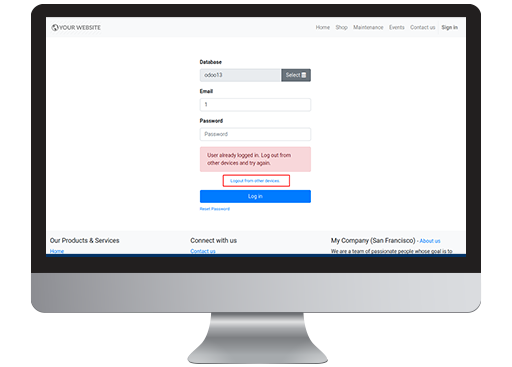 YOUR WEBSITE
Home Shop Maintenance Events Contact us Sign in
Database
odoo13 Select
Email
1
Password
Password
User already logged in. Log out from
other devices and try again.
Logout from other devices
Log in
Reset Password
Our Products & Services
Home
Connect with us
Contact us
My Company (San Francisco) - About us
We are a team of passionate people whose goal is to